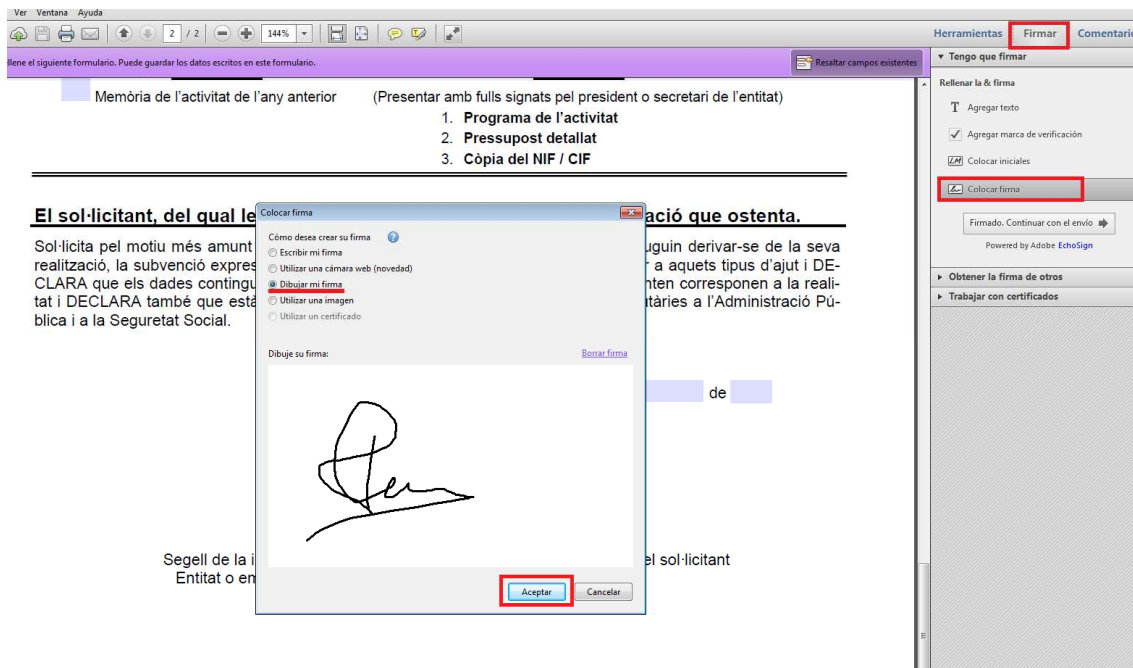 Ver Ventana Ayuda
2 / 2 144%
Herramientas Firmar Comentario
llene el siguiente formulario. Puede guardar los datos escritos en este formulario.
Resaltar campos existentes
Memòria de l'activitat de l'any anterior (Presentar amb fulls signats pel president o secretari de l'entitat)
1. Programa de l'activitat
2. Pressupost detallat
3. Còpia del NIF / CIF
El sol·licitant, del qual le
ació que ostenta.
Sol·licita pel motiu més amunt
uguin derivar-se de la seva
realització, la subvenció expres
r a aquets tipus d'ajut i DE-
CLARA que els dades contingu
nten corresponen a la reali-
tat i DECLARA també que està
utàries a l'Administració Pú-
blica i a la Seguretat Social.
de
Segell de la i
el sol·licitant
Entitat o en
Colocar firma
Cómo desea crear su firma ?
Escribir mi firma
Utilizar una cámara web (novedad)
Dibujar mi firma
Utilizar una imagen
Utilizar un certificado
Dibuje su firma: Borrar firma
Aceptar Cancelar
Tengo que firmar
Rellenar la & firma
T Agregar texto
Agregar marca de verificación
LM Colocar iniciales
Colocar firma
Firmado. Continuar con el envío
Powered by Adobe EchoSign
Obtener la firma de otros
Trabajar con certificados